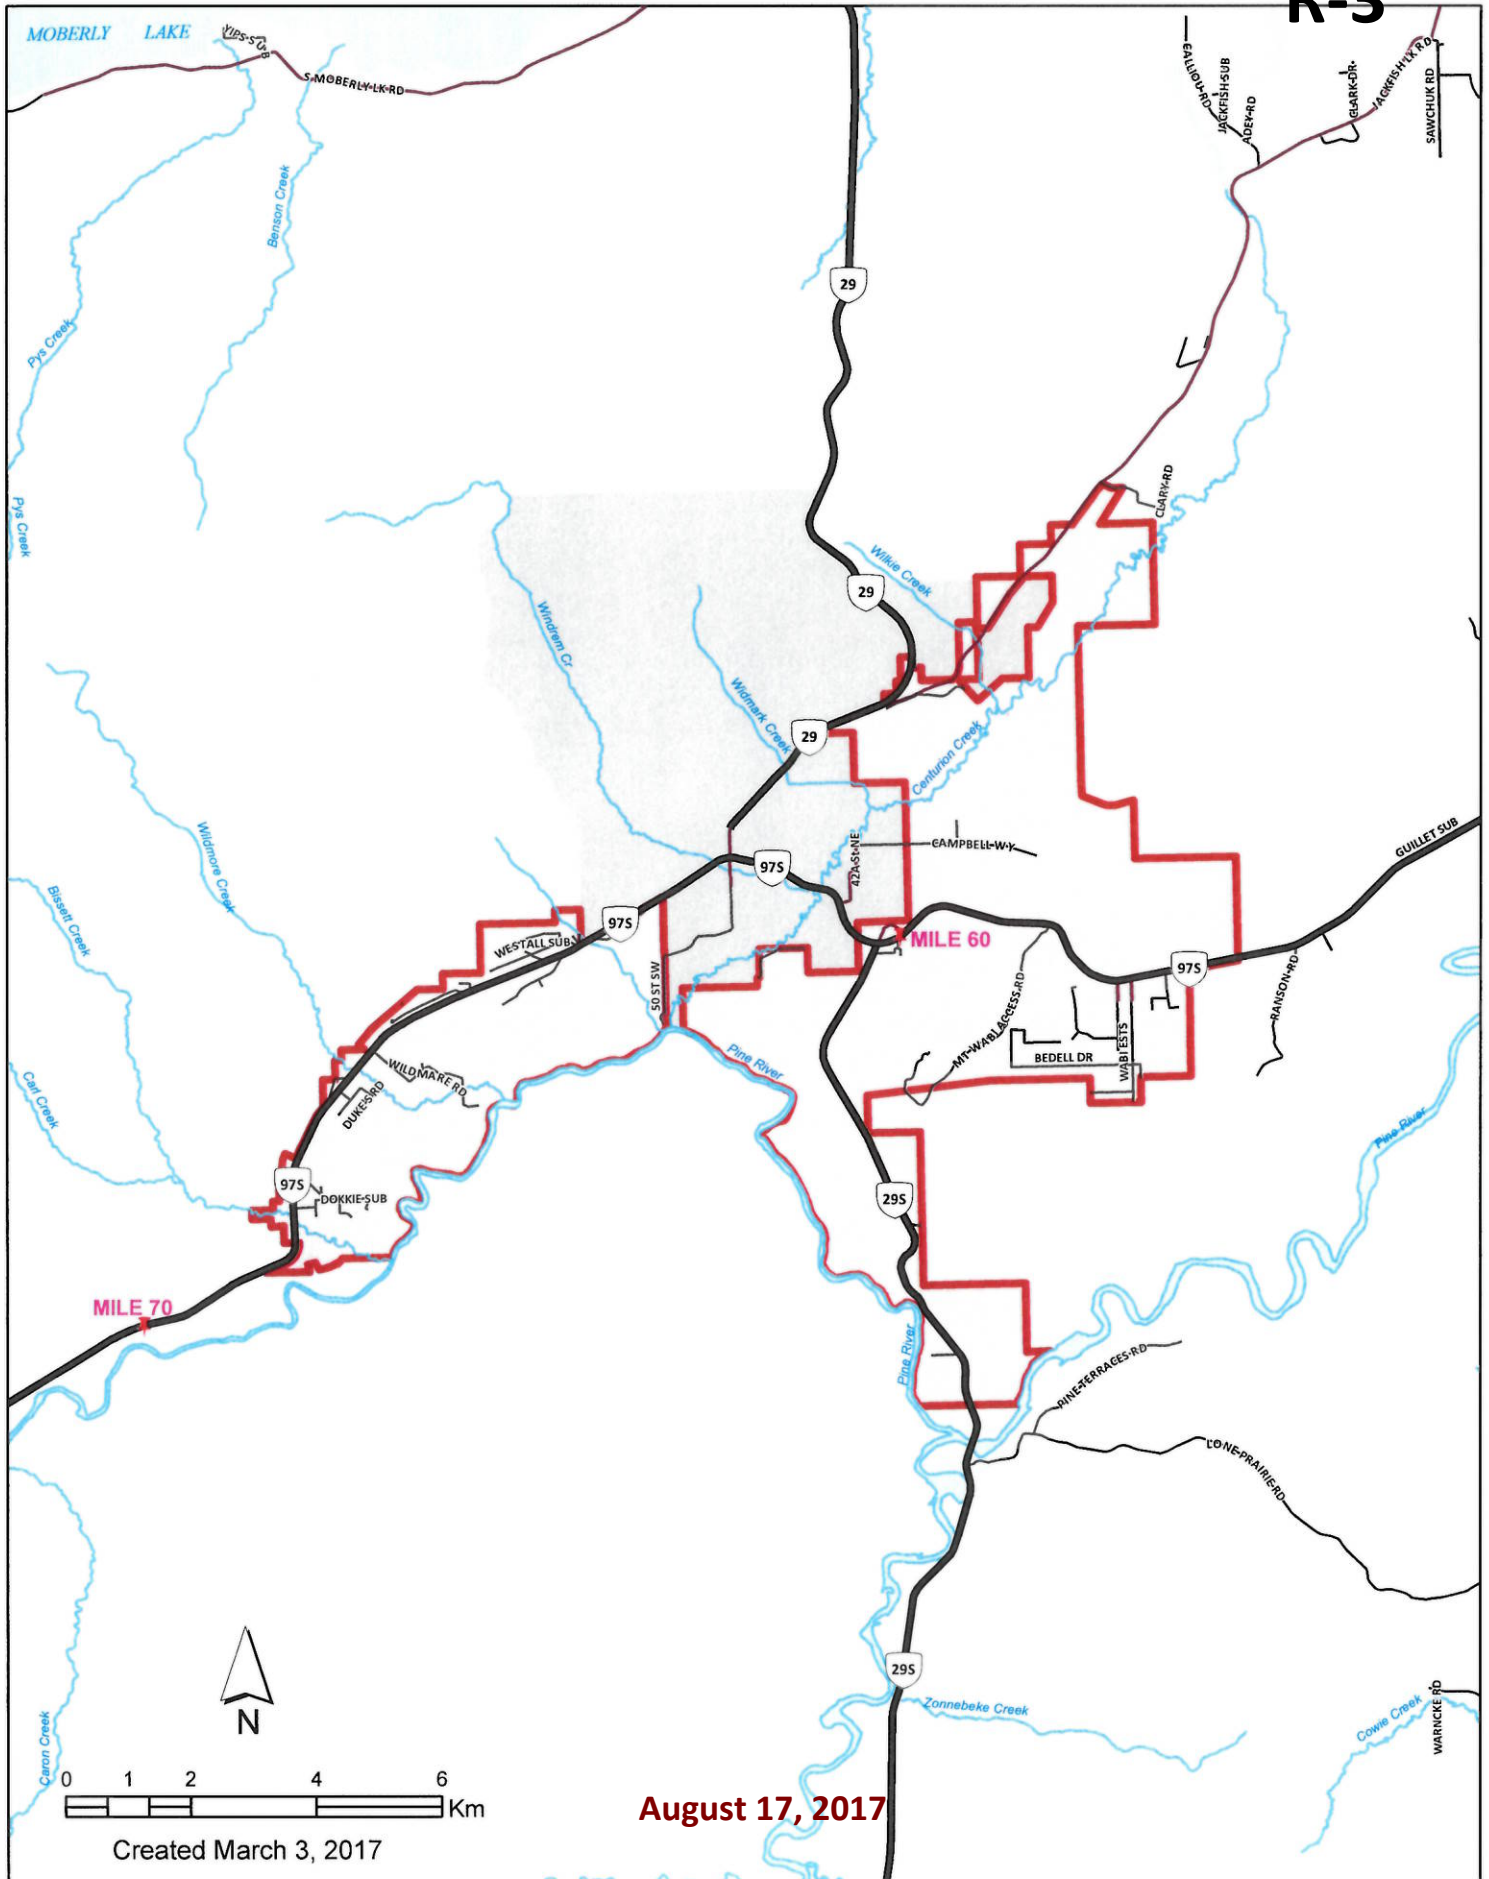 R-3
MOBERLY LAKE
YIPS-SUB
S-MOBERLY-LK-RD
CALLIOU-RD
JACKFISH-SUB
ADEY-RD
CLARK-DR
JACKFISH-LK-RD
SAWCHUK RD
Benson Creek
29
Pys Creek
Pys Creek
CLARY-RD
Wilkie Creek
29
Windrem Cr
Widmark Creek
29
Centurion Creek
Wildmore Creek
42A-St-NE
CAMPBELL-WY
GUILLET SUB
97S
Bissett Creek
97S
WESTALL SUB
MILE 60
97S
50 ST SW
RANSON-RD
MT-WABI ACCESS-RD
Pine River
BEDELL DR
WABI ESTS
Carl Creek
WILDMARE RD
DUKE'S RD
Pine River
97S
DOKKIE-SUB
29S
MILE 70
Pine River
PINE-TERRACES-RD
LONE-PRAIRIE-RD
29S
Zonnebeke Creek
Cowie Creek
WARNCKE RD
Caron Creek
N
0 1 2 4 6
Km
August 17, 2017
Created March 3, 2017